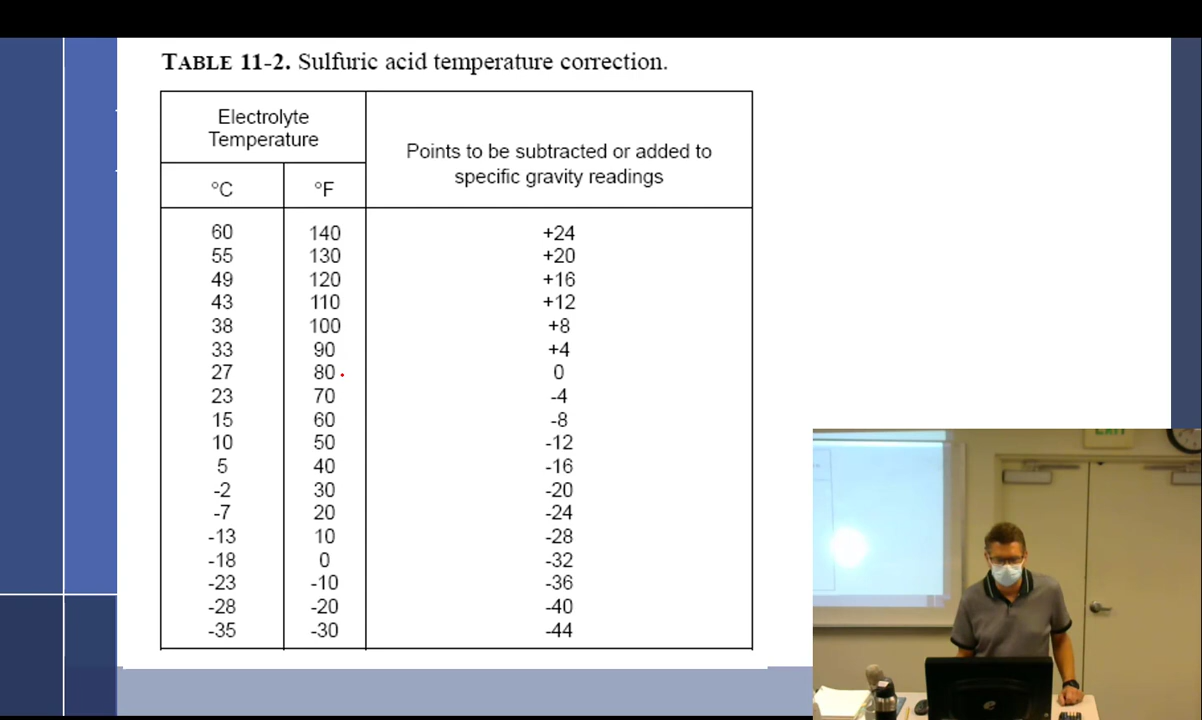 TABLE 11-2. Sulfuric acid temperature correction.
Electrolyte
Temperature
Points to be subtracted or added to
specific gravity readings
°C °F
60 140 +24
55 130 +20
49 120 +16
43 110 +12
38 100 +8
33 90 +4
27 80 0
23 70 -4
15 60 -8
10 50 -12
5 40 -16
-2 30 -20
-7 20 -24
-13 10 -28
-18 0 -32
-23 -10 -36
-28 -20 -40
-35 -30 -44
EXIT